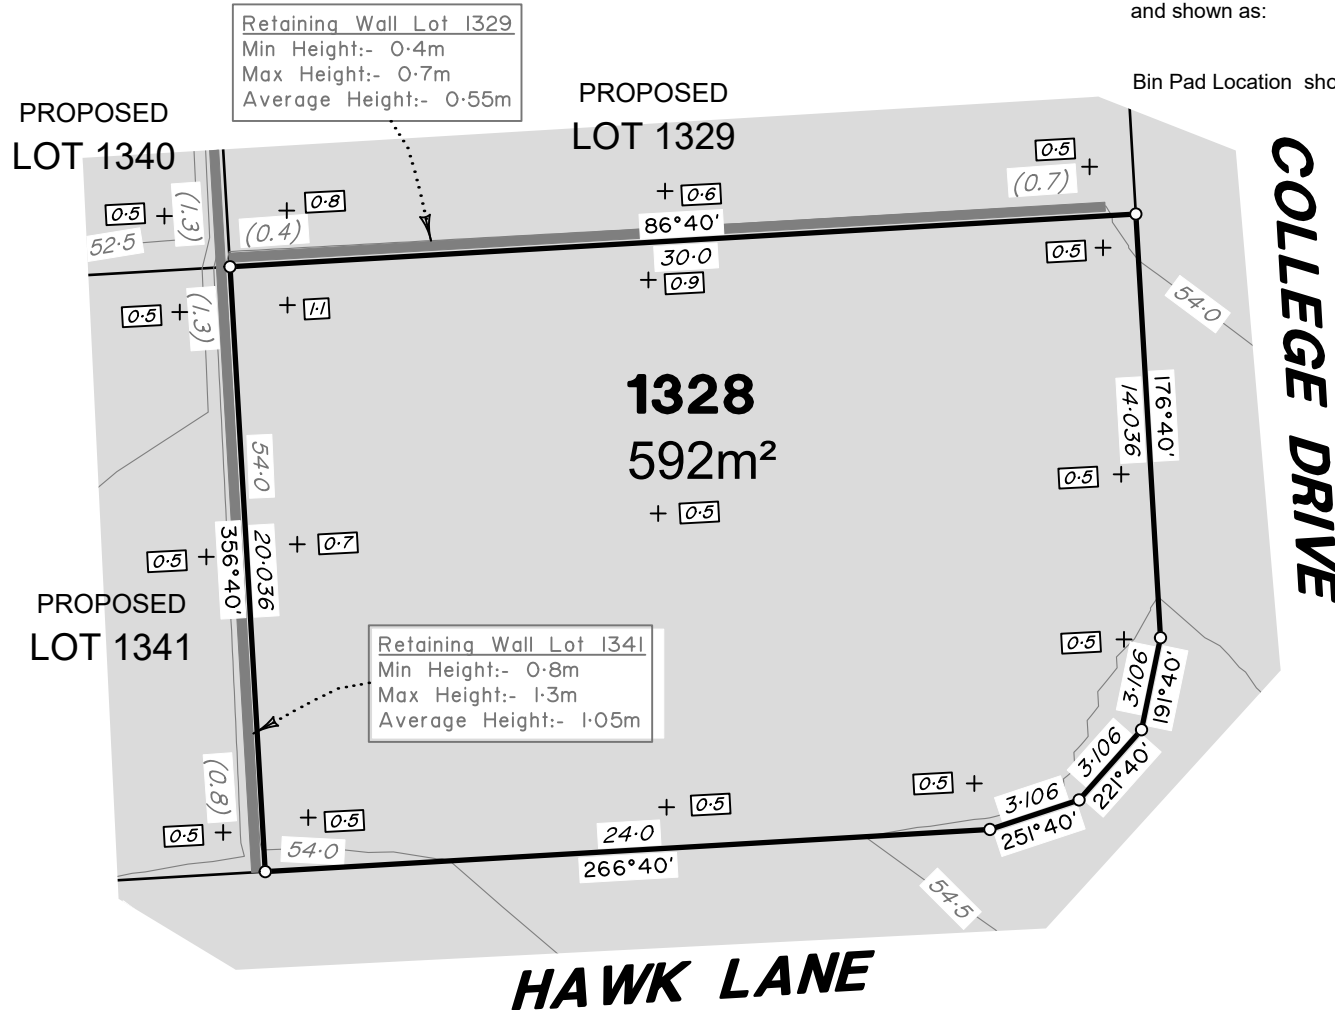 and shown as:
Bin Pad Location sho
Retaining Wall Lot 1329
Min Height:- 0·4m
Max Height:- 0·7m
Average Height:- 0·55m
PROPOSED
LOT 1340
PROPOSED
LOT 1329
COLLEGE DRIVE
0·5
(1.3)
52·5
0·8
(0.4)
0·6
86°40'
30·0
0·9
0·5
(0.7)
0·5
54·0
0·5
(1.3)
1·1
1328
592m²
176°40'
14·036
54·0
0·5
0·5
0·7
0·5
356°40'
20·036
PROPOSED
LOT 1341
Retaining Wall Lot 1341
Min Height:- 0·8m
Max Height:- 1·3m
Average Height:- 1·05m
0·5
3·106
191°40'
3·106
221°40'
3·106
251°40'
0·5
0·5
(0.8)
0·5
0·5
54·0
24·0
266°40'
54·5
HAWK LANE